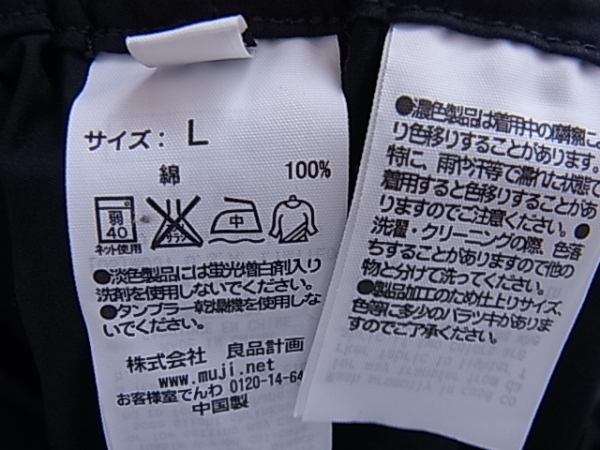 サイズ: L
綿 100%
弱
40
ネット使用
中
●淡色製品には蛍光増白剤入り
洗剤を使用しないでください。
●タンブラー乾燥機を使用しな
いでください。
株式会社 良品計画
www.muji.net
お客様室でんわ 0120-14-64
中国製
●濃色製品は着用中の摩擦によ
り色移りすることがあります。
特に、雨や汗等で濡れた状態で
着用すると色移りすることがあ
りますのでご注意ください。●
洗濯・クリーニングの際、色落
ちすることがありますので他の
物と分けて洗ってください。
●製品加工のため仕上りサイズ、
色等に多少のバラツキがありま
すのでご了承ください。